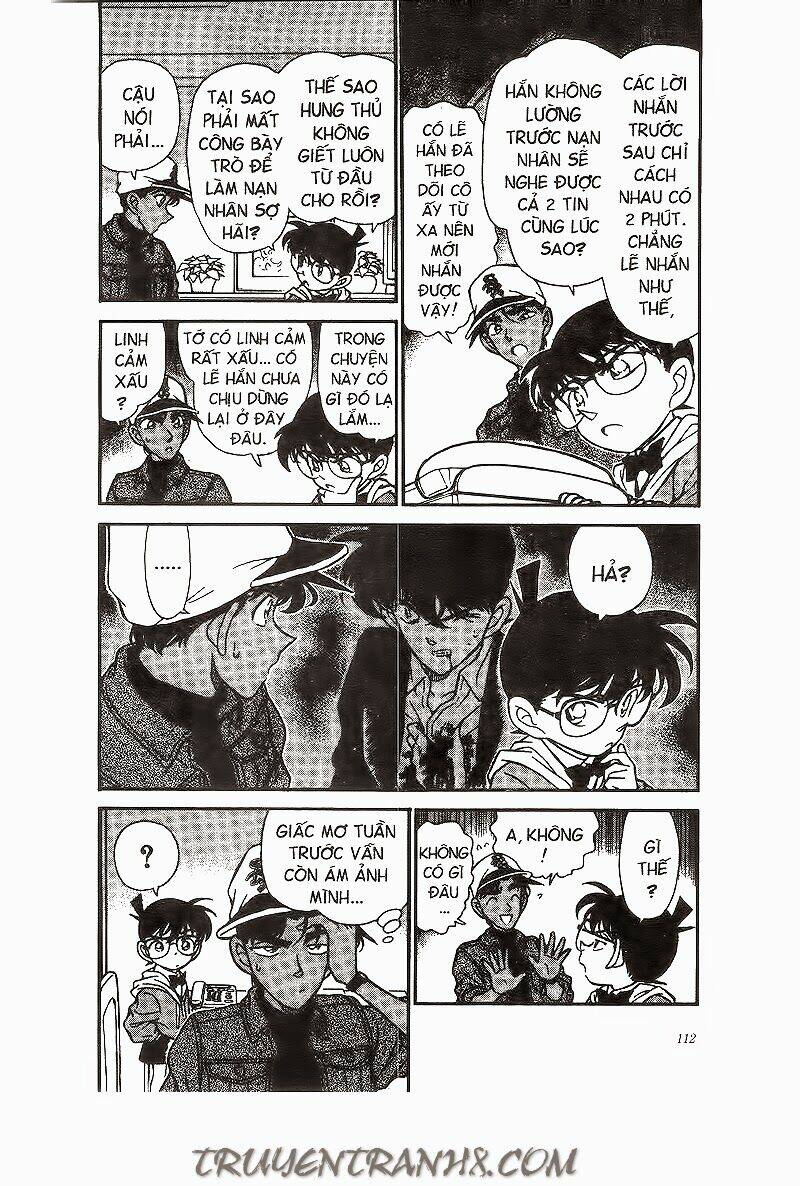 CÁC LỜI
NHẮN
TRƯỚC
SAU CHỈ
CÁCH
NHAU CÓ
2 PHÚT.
CHẲNG
LẼ NHẮN
NHƯ
THẾ,
HẮN KHÔNG
LƯỜNG
TRƯỚC NẠN
NHÂN SẼ
NGHE ĐƯỢC
CẢ 2 TIN
CÙNG LÚC
SAO?
CÓ LẼ
HẮN ĐÃ
THEO
DÕI CÔ
ẤY TỪ
XA NÊN
MỚI
NHẮN
ĐƯỢC
VẬY!
THẾ SAO
HUNG THỦ
KHÔNG
GIẾT LUÔN
TỪ ĐẦU
CHO RỒI?
TẠI SAO
PHẢI MẤT
CÔNG BÀY
TRÒ ĐỂ
LÀM NẠN
NHÂN SỢ
HÃI?
CẬU
NÓI
PHẢI...
TRONG
CHUYỆN
NÀY CÓ
GÌ ĐÓ LẠ
LẮM...
TỚ CÓ LINH CẢM
RẤT XẤU... CÓ
LẼ HẮN CHƯA
CHỊU DỪNG
LẠI Ở ĐÂY
ĐÂU.
LINH
CẢM
XẤU
?
HẢ?
......
GÌ
THẾ
?
A, KHÔNG
!
KHÔNG
CÓ GÌ
ĐÂU
...
GIẤC MƠ TUẦN
TRƯỚC VẪN
CÒN ÁM ẢNH
MÌNH...
?
112
TRUYENTRANH8.COM